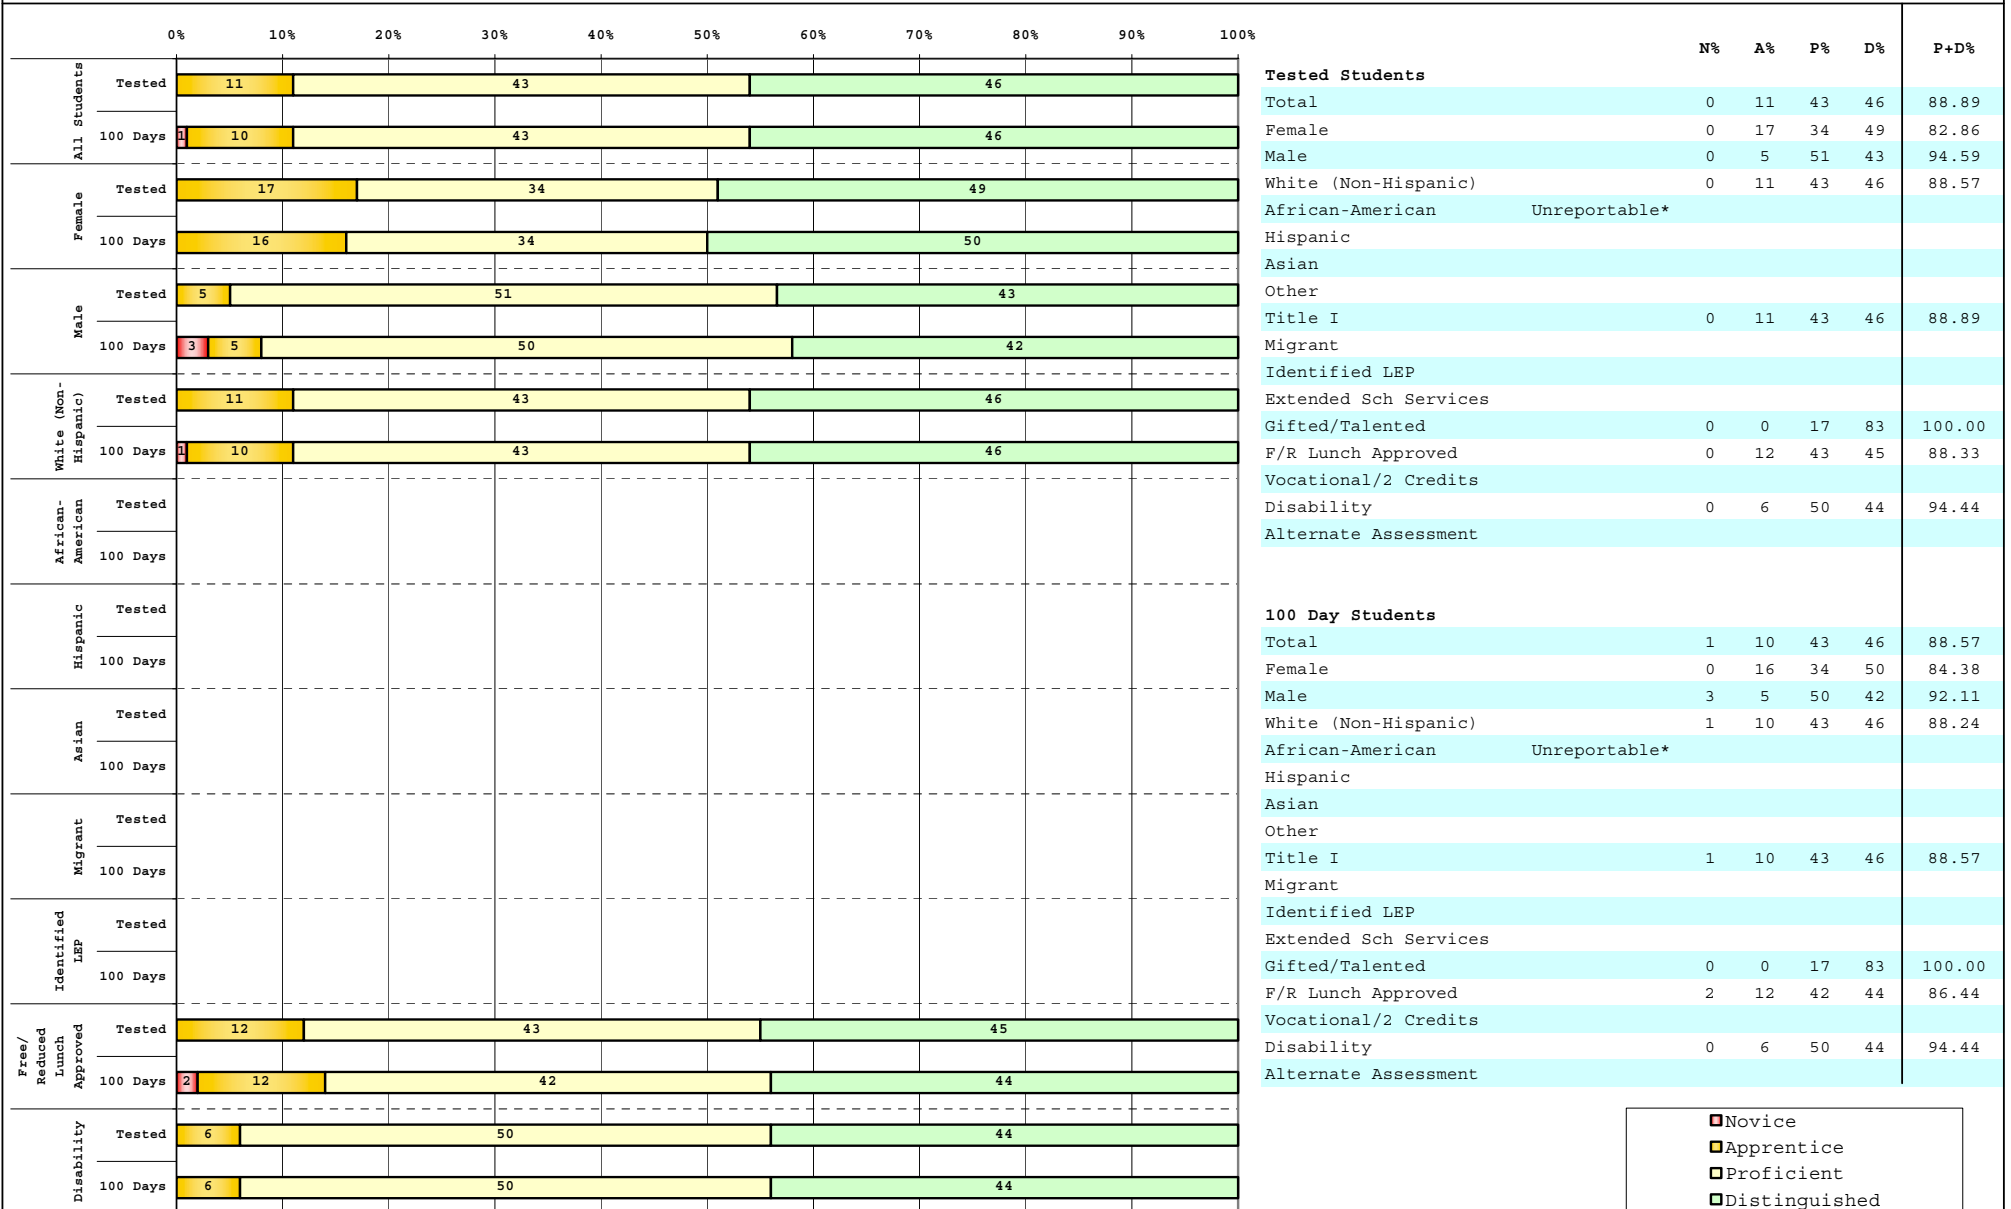 0% 10% 20% 30% 40% 50% 60% 70% 80% 90% 100%
All Students
Tested 11 43 46
100 Days 1 10 43 46
Female
Tested 17 34 49
100 Days 16 34 50
Male
Tested 5 51 43
100 Days 3 5 50 42
White (Non-
Hispanic)
Tested 11 43 46
100 Days 1 10 43 46
African-
American
Tested
100 Days
Hispanic
Tested
100 Days
Asian
Tested
100 Days
Migrant
Tested
100 Days
Identified
LEP
Tested
100 Days
Free/
Reduced
Lunch
Approved
Tested 12 43 45
100 Days 2 12 42 44
Disability
Tested 6 50 44
100 Days 6 50 44
N% A% P% D% P+D%
Tested Students
Total 0 11 43 46 88.89
Female 0 17 34 49 82.86
Male 0 5 51 43 94.59
White (Non-Hispanic) 0 11 43 46 88.57
African-American Unreportable*
Hispanic
Asian
Other
Title I 0 11 43 46 88.89
Migrant
Identified LEP
Extended Sch Services
Gifted/Talented 0 0 17 83 100.00
F/R Lunch Approved 0 12 43 45 88.33
Vocational/2 Credits
Disability 0 6 50 44 94.44
Alternate Assessment
100 Day Students
Total 1 10 43 46 88.57
Female 0 16 34 50 84.38
Male 3 5 50 42 92.11
White (Non-Hispanic) 1 10 43 46 88.24
African-American Unreportable*
Hispanic
Asian
Other
Title I 1 10 43 46 88.57
Migrant
Identified LEP
Extended Sch Services
Gifted/Talented 0 0 17 83 100.00
F/R Lunch Approved 2 12 42 44 86.44
Vocational/2 Credits
Disability 0 6 50 44 94.44
Alternate Assessment
Novice
Apprentice
Proficient
Distinguished